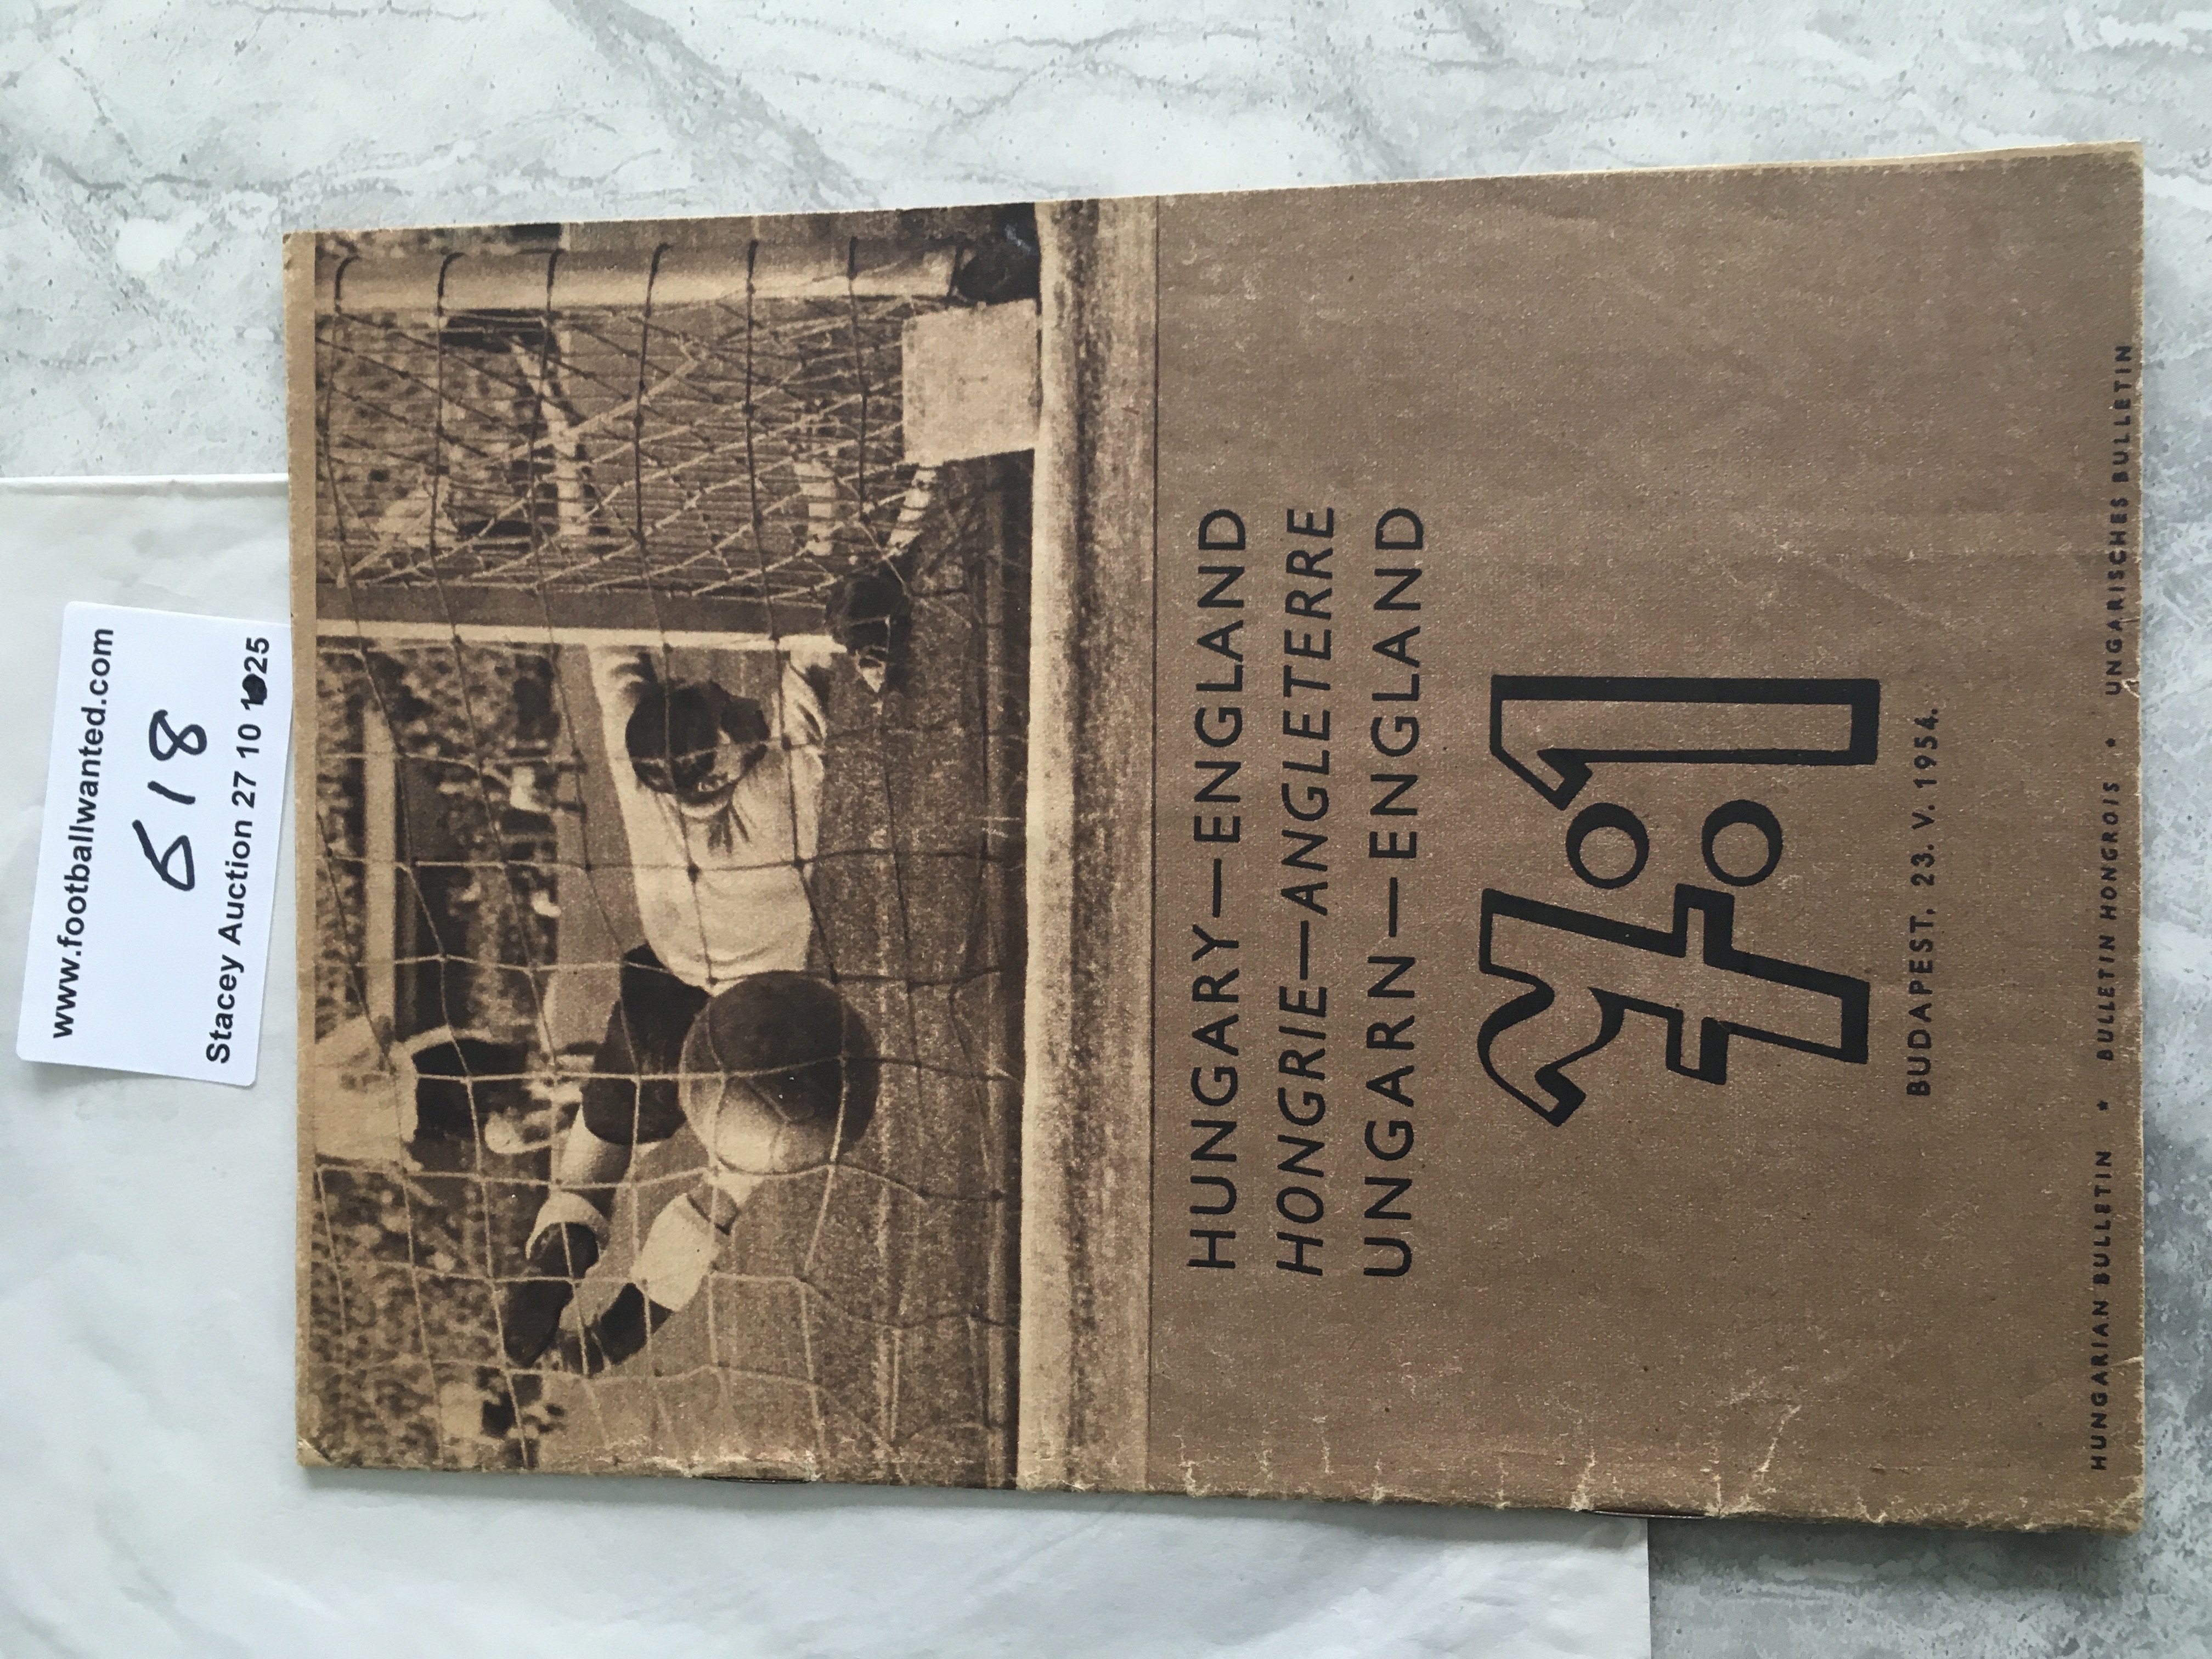 www.footballwanted.com
618
Stacey Auction 27 10 25
HUNGARY—ENGLAND
HONGRIE—ANGLETERRE
UNGARN—ENGLAND
7:1
BUDAPEST, 23. V. 1954.
HUNGARIAN BULLETIN ★ BULLETIN HONGROIS ★ UNGARISCHES BULLETIN